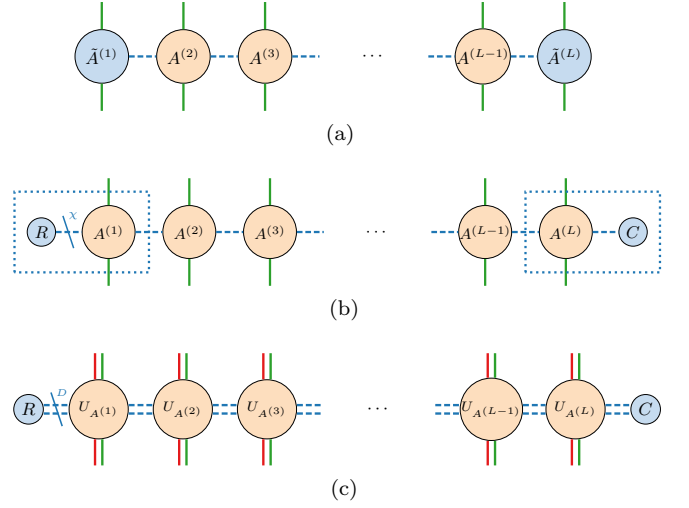 Ã⁽¹⁾ A⁽²⁾ A⁽³⁾ ⋯ A⁽ᴸ⁻¹⁾ Ã⁽ᴸ⁾
(a)
R χ A⁽¹⁾ A⁽²⁾ A⁽³⁾ ⋯ A⁽ᴸ⁻¹⁾ A⁽ᴸ⁾ C
(b)
R D U_A⁽¹⁾ U_A⁽²⁾ U_A⁽³⁾ ⋯ U_A⁽ᴸ⁻¹⁾ U_A⁽ᴸ⁾ C
(c)